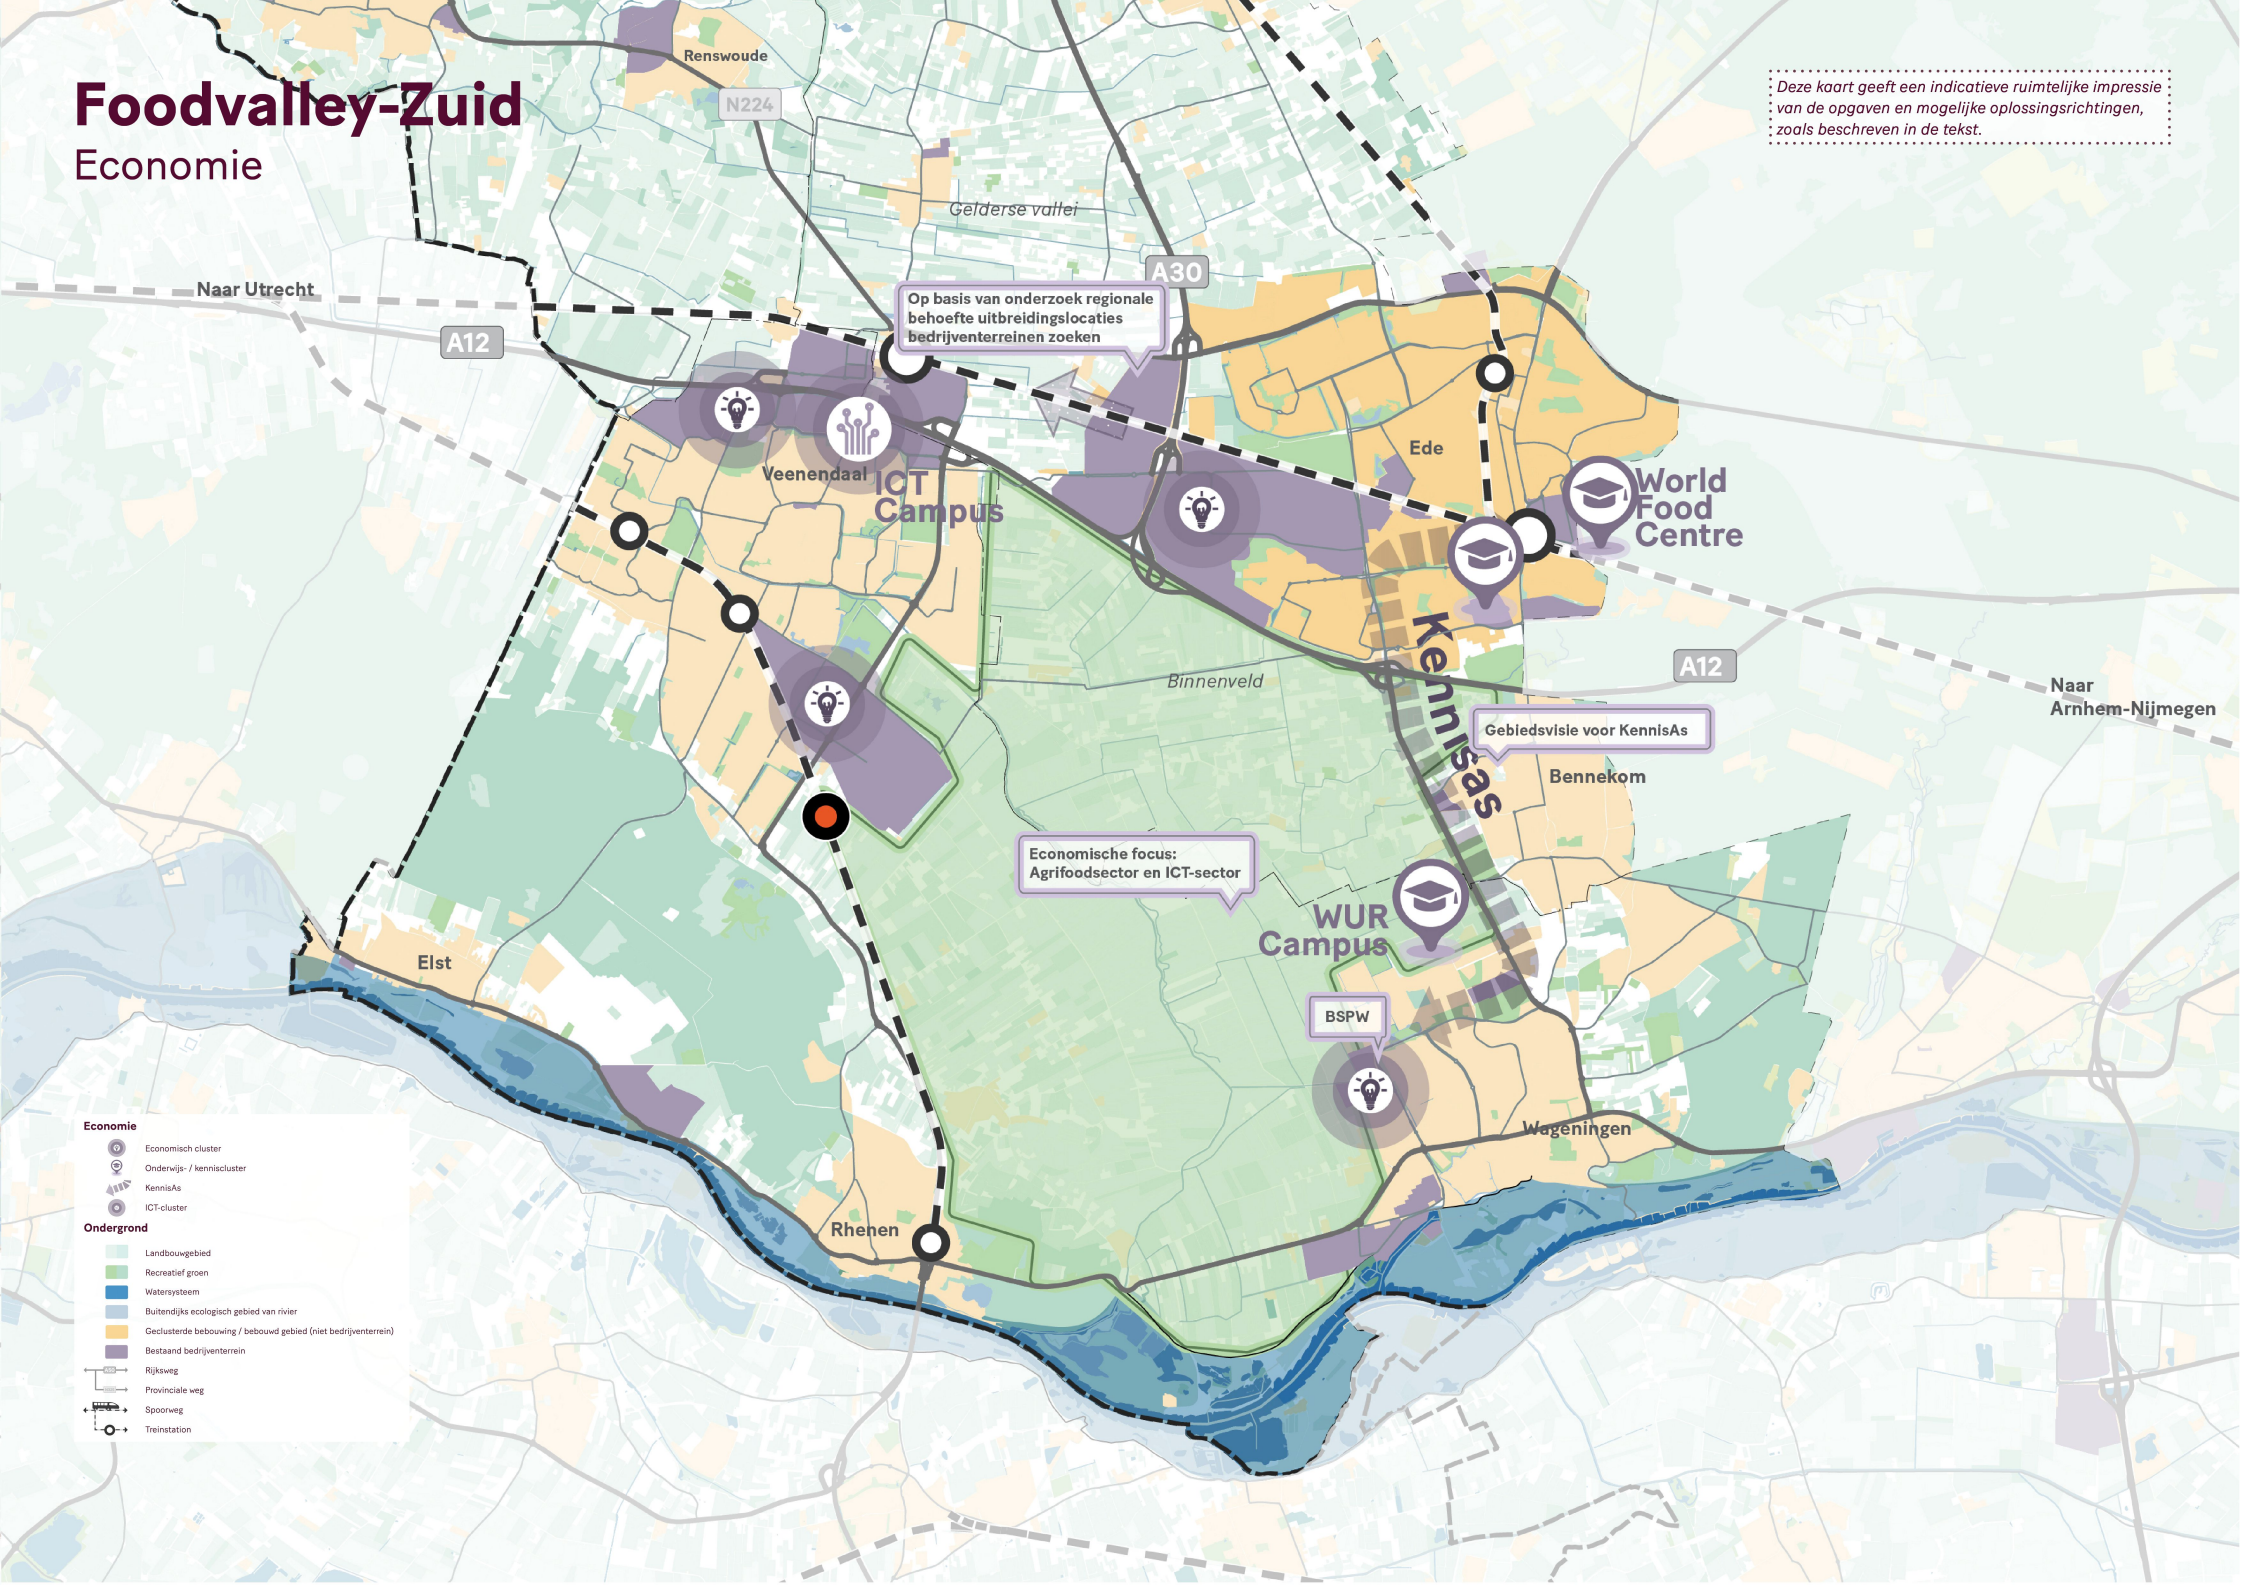 Foodvalley-Zuid
Economie
Deze kaart geeft een indicatieve ruimtelijke impressie
van de opgaven en mogelijke oplossingsrichtingen,
zoals beschreven in de tekst.
Renswoude
N224
Gelderse vallei
A30
Naar Utrecht
A12
Op basis van onderzoek regionale
behoefte uitbreidingslocaties
bedrijventerreinen zoeken
Ede
Veenendaal
ICT
Campus
World
Food
Centre
KennisAs
Binnenveld
A12
Naar
Arnhem-Nijmegen
Gebiedsvisie voor KennisAs
Bennekom
Economische focus:
Agrifoodsector en ICT-sector
WUR
Campus
Elst
BSPW
Wageningen
Rhenen
Economie
Economisch cluster
Onderwijs- / kenniscluster
KennisAs
ICT-cluster
Ondergrond
Landbouwgebied
Recreatief groen
Watersysteem
Buitendijks ecologisch gebied van rivier
Geclusterde bebouwing / bebouwd gebied (niet bedrijventerrein)
Bestaand bedrijventerrein
Rijksweg
Provinciale weg
Spoorweg
Treinstation